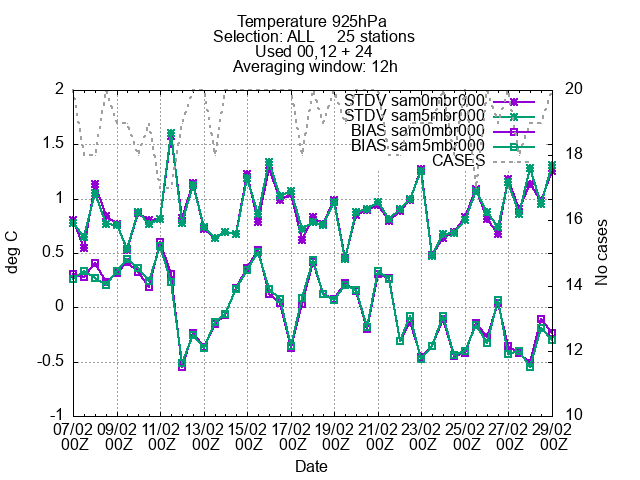 Temperature 925hPa
Selection: ALL 25 stations
Used 00,12 + 24
Averaging window: 12h
STDV sam0mbr000
STDV sam5mbr000
BIAS sam0mbr000
BIAS sam5mbr000
CASES
2
1.5
1
0.5
0
-0.5
-1
deg C
20
18
16
14
12
10
No cases
07/02 09/02 11/02 13/02 15/02 17/02 19/02 21/02 23/02 25/02 27/02 29/02
00Z 00Z 00Z 00Z 00Z 00Z 00Z 00Z 00Z 00Z 00Z 00Z
Date